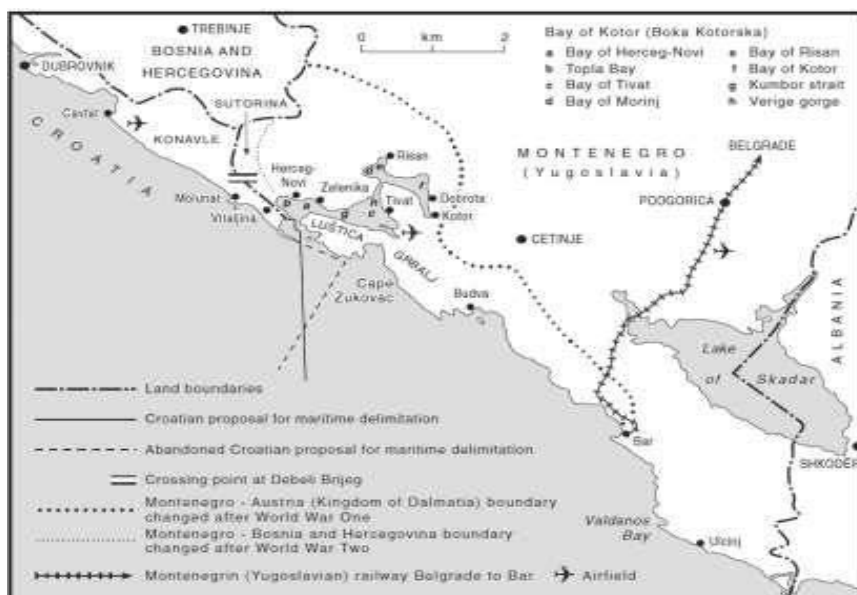 TREBINJE
BOSNIA AND
HERCEGOVINA
DUBROVNIK
SUTORINA
Cavtat
KONAVLE
CROATIA
0 km 2
Bay of Kotor (Boka Kotorska)
a Bay of Herceg-Novi
b Topla Bay
c Bay of Tivat
d Bay of Morinj
e Bay of Risan
f Bay of Kotor
g Kumbor strait
h Verige gorge
BELGRADE
MONTENEGRO
(Yugoslavia)
PODGORICA
Risan
d e
f
Herceg-
Novi
Zelenika
Molunat
Vitaljina
b a
g
h
c
Tivat
Dobrota
Kotor
LUŠTICA
GRBALJ
CETINJE
Cape
Zukovac
Budva
ALBANIA
Lake
of Skadar
Bar
SHKODER
Valdanos
Bay
Ulcinj
Land boundaries
Croatian proposal for maritime delimitation
Abandoned Croatian proposal for maritime delimitation
Crossing point at Debeli Brijeg
Montenegro - Austria (Kingdom of Dalmatia) boundary
changed after World War One
Montenegro - Bosnia and Hercegovina boundary
changed after World War Two
Montenegrin (Yugoslavian) railway Belgrade to Bar
Airfield